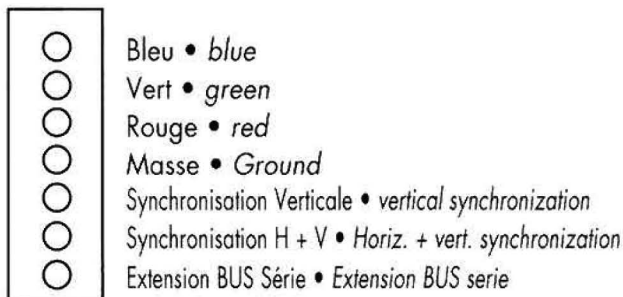 Bleu • blue
Vert • green
Rouge • red
Masse • Ground
Synchronisation Verticale • vertical synchronization
Synchronisation H + V • Horiz. + vert. synchronization
Extension BUS Série • Extension BUS serie